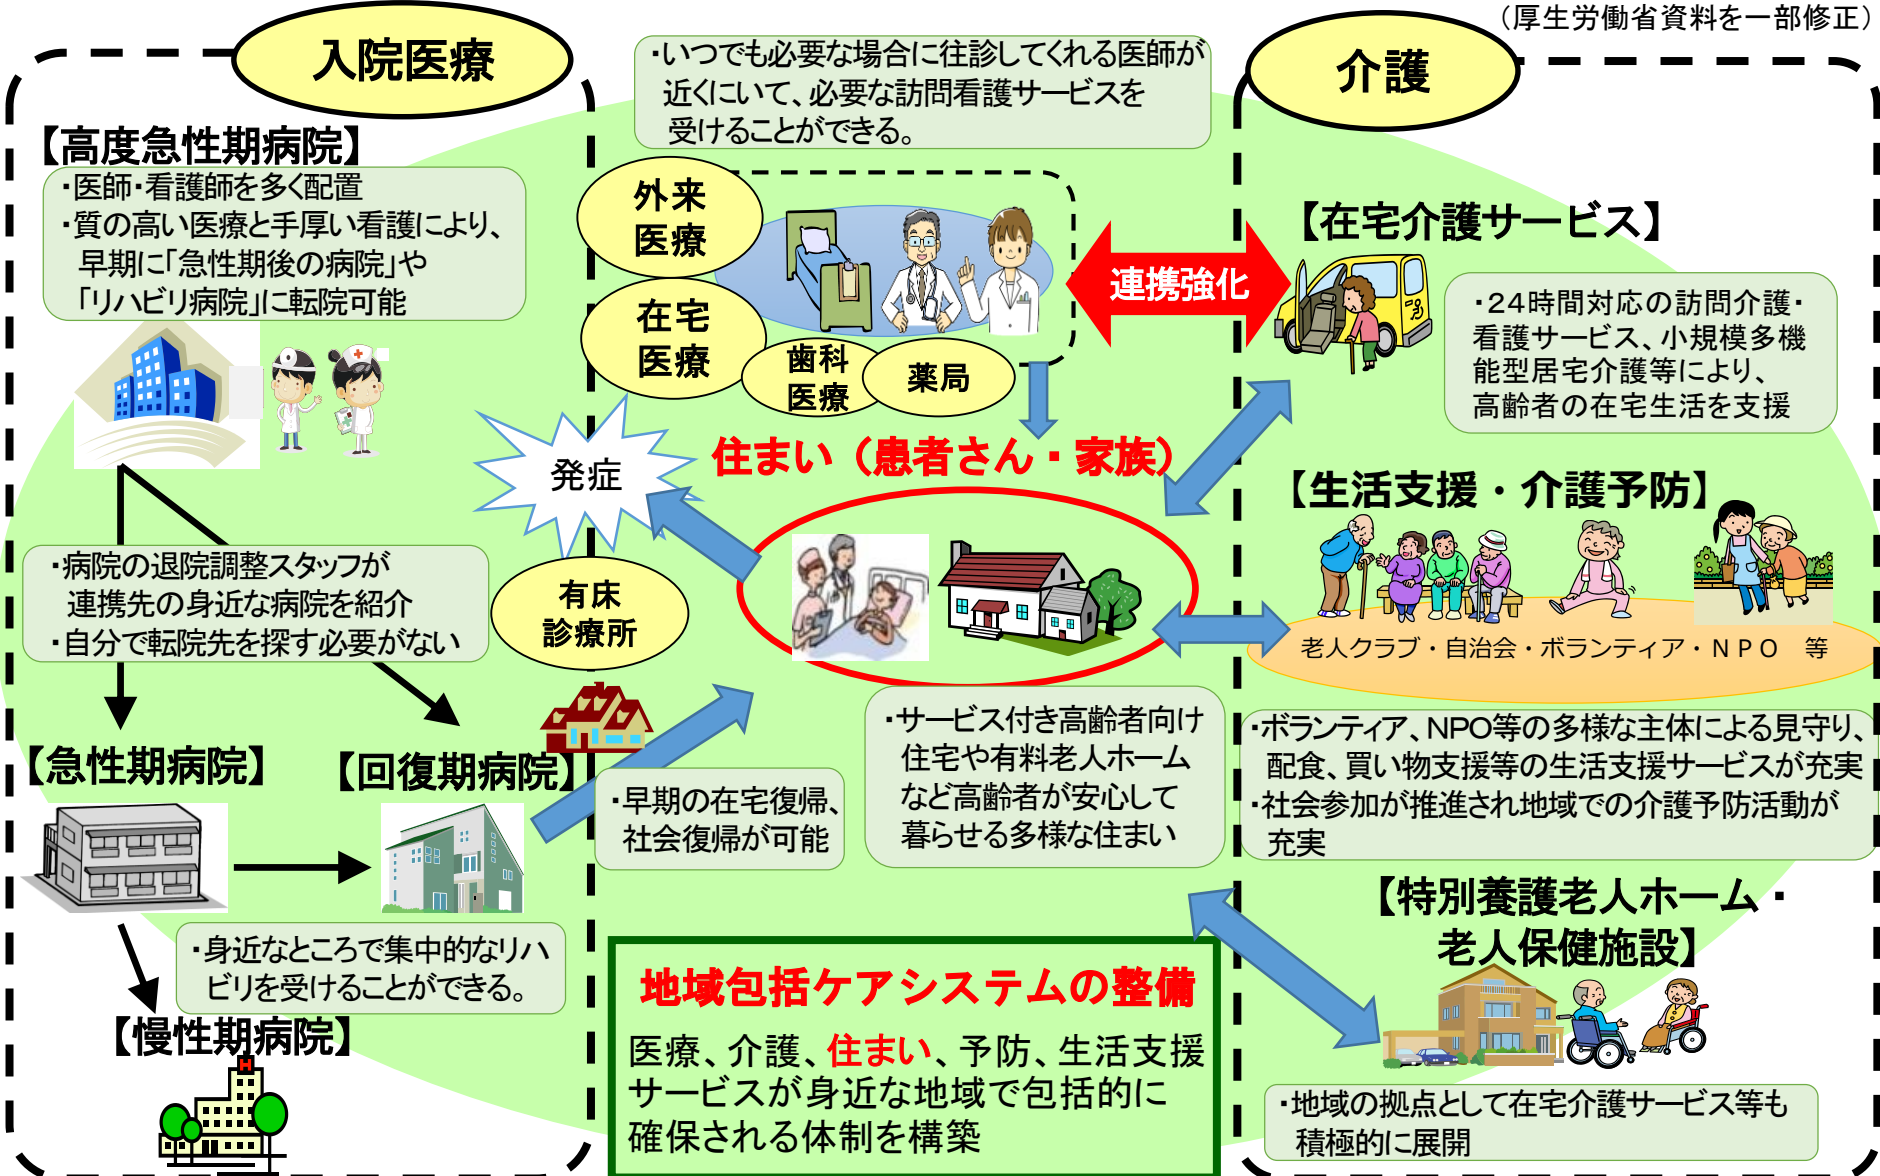 （厚生労働省資料を一部修正）
入院医療
【高度急性期病院】
・医師・看護師を多く配置
・質の高い医療と手厚い看護により、
早期に「急性期後の病院」や
「リハビリ病院」に転院可能
・病院の退院調整スタッフが
連携先の身近な病院を紹介
・自分で転院先を探す必要がない
【急性期病院】
【回復期病院】
・身近なところで集中的なリハ
ビリを受けることができる。
【慢性期病院】
H
・いつでも必要な場合に往診してくれる医師が
近くにいて、必要な訪問看護サービスを
受けることができる。
外来
医療
在宅
医療
歯科
医療
薬局
連携強化
発症
住まい（患者さん・家族）
有床
診療所
・早期の在宅復帰、
社会復帰が可能
・サービス付き高齢者向け
住宅や有料老人ホーム
など高齢者が安心して
暮らせる多様な住まい
地域包括ケアシステムの整備
医療、介護、住まい、予防、生活支援
サービスが身近な地域で包括的に
確保される体制を構築
介護
【在宅介護サービス】
・２４時間対応の訪問介護・
看護サービス、小規模多機
能型居宅介護等により、
高齢者の在宅生活を支援
【生活支援・介護予防】
老人クラブ・自治会・ボランティア・ＮＰＯ　等
・ボランティア、NPO等の多様な主体による見守り、
配食、買い物支援等の生活支援サービスが充実
・社会参加が推進され地域での介護予防活動が
充実
【特別養護老人ホーム・
老人保健施設】
・地域の拠点として在宅介護サービス等も
積極的に展開